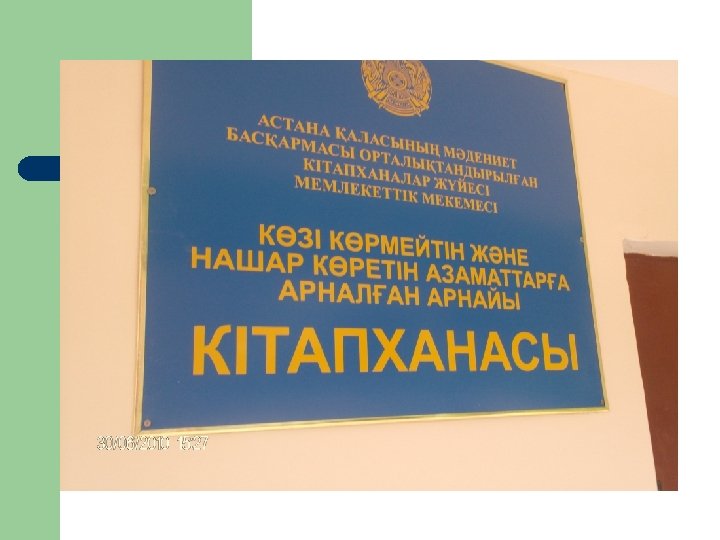 АСТАНА ҚАЛАСЫНЫҢ МӘДЕНИЕТ
БАСҚАРМАСЫ ОРТАЛЫҚТАНДЫРЫЛҒАН
КІТАПХАНАЛАР ЖҮЙЕСІ
МЕМЛЕКЕТТІК МЕКЕМЕСІ
КӨЗІ КӨРМЕЙТІН ЖӘНЕ
НАШАР КӨРЕТІН АЗАМАТТАРҒА
АРНАЛҒАН АРНАЙЫ
КІТАПХАНАСЫ